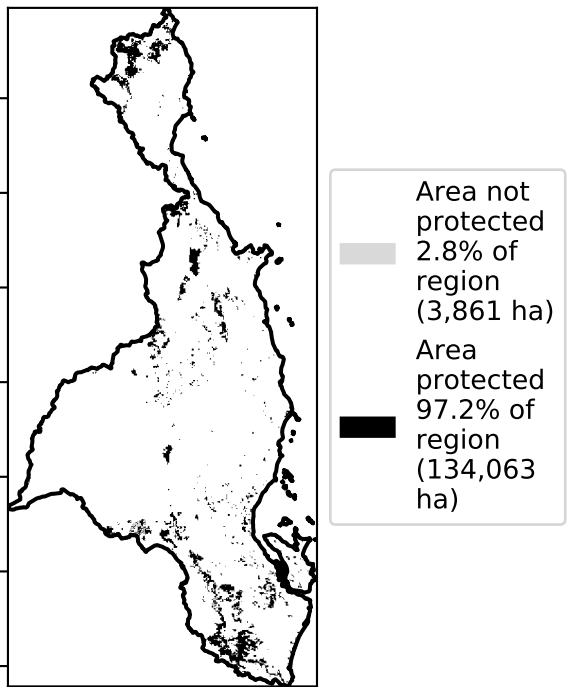 Area not
protected
2.8% of
region
(3,861 ha)
Area
protected
97.2% of
region
(134,063
ha)